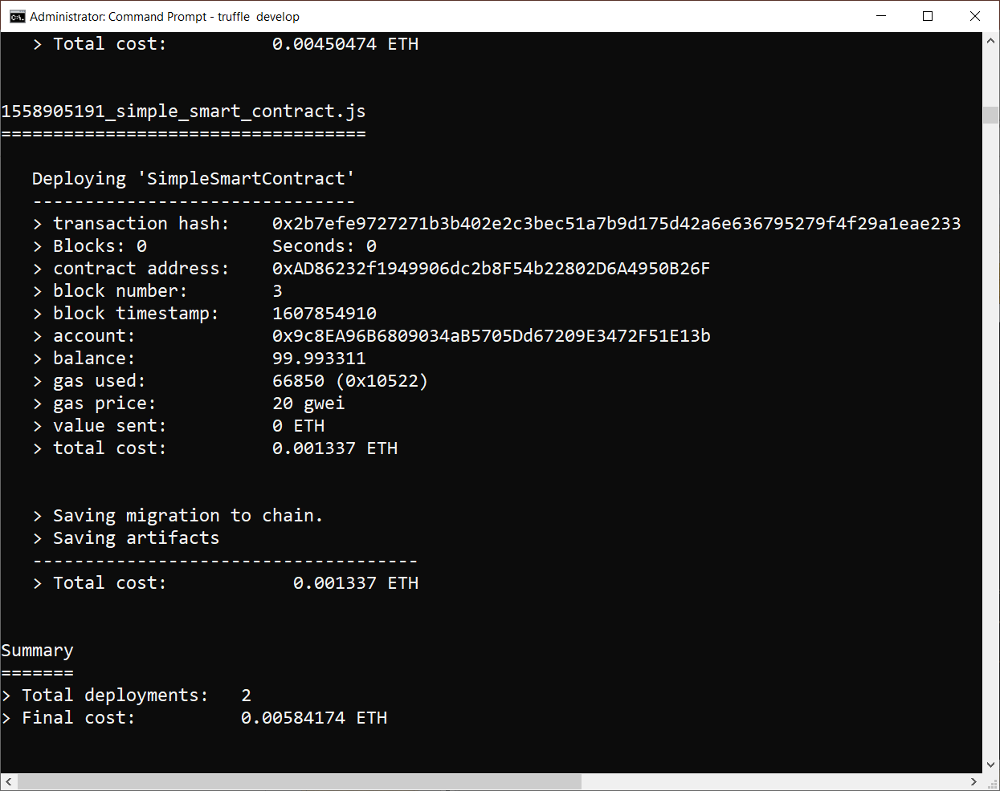 Administrator: Command Prompt - truffle  develop
> Total cost:          0.00450474 ETH
1558905191_simple_smart_contract.js
===================================
Deploying 'SimpleSmartContract'
-------------------------------
> transaction hash:    0x2b7efe9727271b3b402e2c3bec51a7b9d175d42a6e636795279f4f29a1eae233
> Blocks: 0            Seconds: 0
> contract address:    0xAD86232f1949906dc2b8F54b22802D6A4950B26F
> block number:        3
> block timestamp:     1607854910
> account:             0x9c8EA96B6809034aB5705Dd67209E3472F51E13b
> balance:             99.993311
> gas used:            66850 (0x10522)
> gas price:           20 gwei
> value sent:          0 ETH
> total cost:          0.001337 ETH
> Saving migration to chain.
> Saving artifacts
-------------------------------------
> Total cost:            0.001337 ETH
Summary
=======
> Total deployments:   2
> Final cost:          0.00584174 ETH